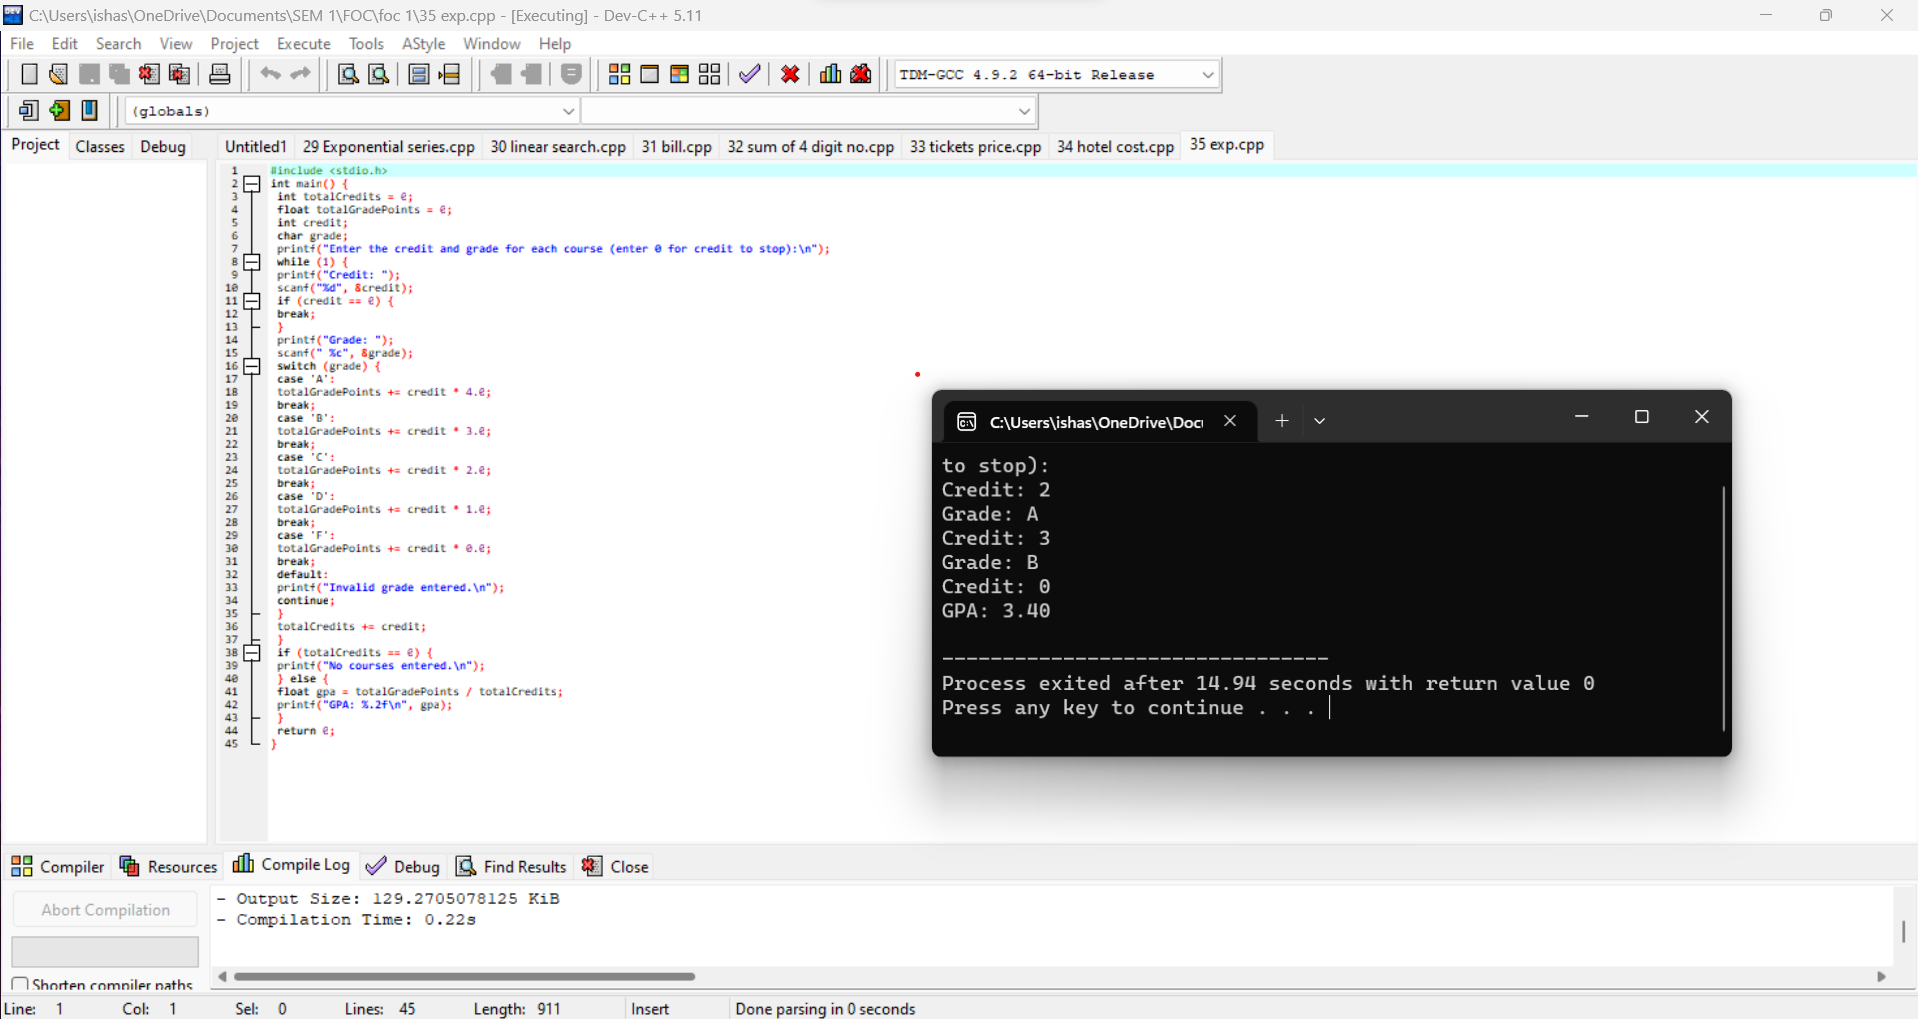 C:\Users\ishas\OneDrive\Documents\SEM 1\FOC\foc 1\35 exp.cpp - [Executing] - Dev-C++ 5.11
File Edit Search View Project Execute Tools AStyle Window Help
TDM-GCC 4.9.2 64-bit Release
(globals)
Project Classes Debug
Untitled1 29 Exponential series.cpp 30 linear search.cpp 31 bill.cpp 32 sum of 4 digit no.cpp 33 tickets price.cpp 34 hotel cost.cpp 35 exp.cpp
1 #include <stdio.h>
2 int main() {
3 int totalCredits = 0;
4 float totalGradePoints = 0;
5 int credit;
6 char grade;
7 printf("Enter the credit and grade for each course (enter 0 for credit to stop):\n");
8 while (1) {
9 printf("Credit: ");
10 scanf("%d", &credit);
11 if (credit == 0) {
12 break;
13 }
14 printf("Grade: ");
15 scanf(" %c", &grade);
16 switch (grade) {
17 case 'A':
18 totalGradePoints += credit * 4.0;
19 break;
20 case 'B':
21 totalGradePoints += credit * 3.0;
22 break;
23 case 'C':
24 totalGradePoints += credit * 2.0;
25 break;
26 case 'D':
27 totalGradePoints += credit * 1.0;
28 break;
29 case 'F':
30 totalGradePoints += credit * 0.0;
31 break;
32 default:
33 printf("Invalid grade entered.\n");
34 continue;
35 }
36 totalCredits += credit;
37 }
38 if (totalCredits == 0) {
39 printf("No courses entered.\n");
40 } else {
41 float gpa = totalGradePoints / totalCredits;
42 printf("GPA: %.2f\n", gpa);
43 }
44 return 0;
45 }
C:\Users\ishas\OneDrive\Docu
to stop):
Credit: 2
Grade: A
Credit: 3
Grade: B
Credit: 0
GPA: 3.40
--------------------------------
Process exited after 14.94 seconds with return value 0
Press any key to continue . . .
Compiler Resources Compile Log Debug Find Results Close
Abort Compilation
Shorten compiler paths
- Output Size: 129.2705078125 KiB
- Compilation Time: 0.22s
Line: 1 Col: 1 Sel: 0 Lines: 45 Length: 911 Insert Done parsing in 0 seconds